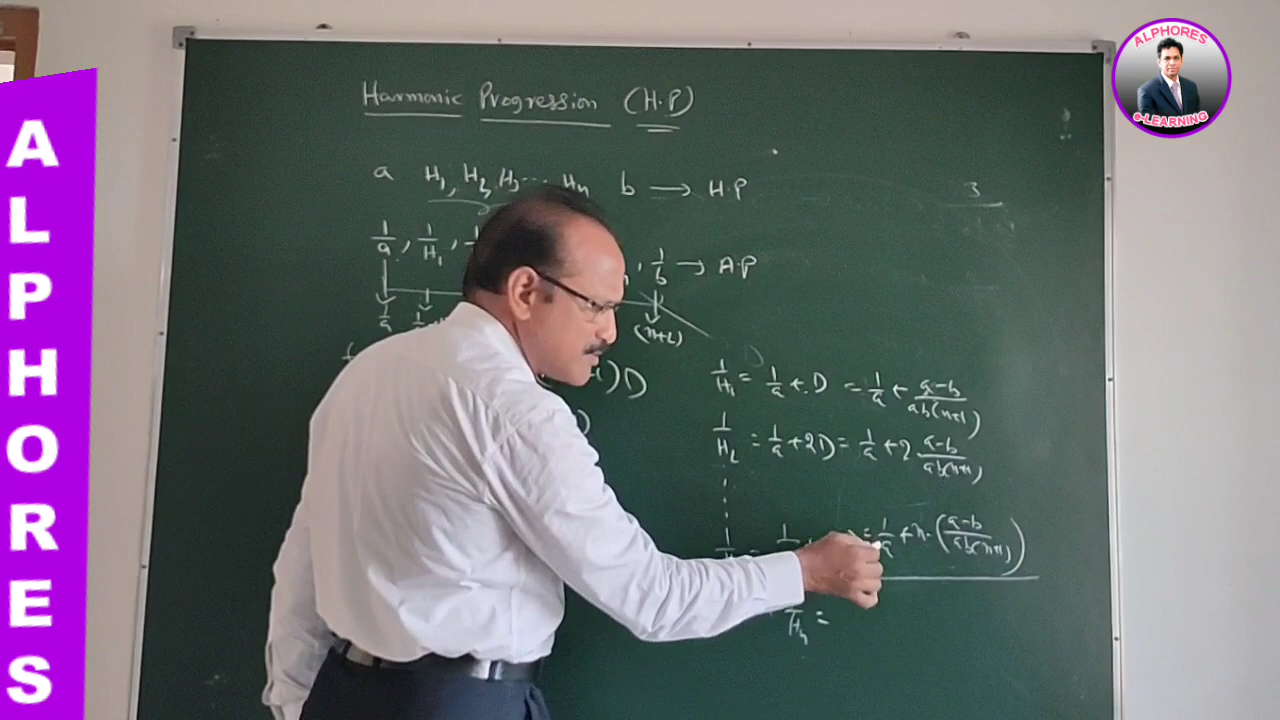 ALPHORES
ALPHORES
e-LEARNING
Harmonic Progression (H.P)
a H₁, H₂, H₃... Hₙ b → H.P
3
1/a, 1/H₁, , 1/b → A.P
1/a
(n+2)
)D
D
1/H₁ = 1/a + D = 1/a + a-b/ab(n+1)
1/H₂ = 1/a + 2D = 1/a + 2 a-b/ab(n+1)
= 1/a + n.(a-b/ab(n+1))
Hₙ =